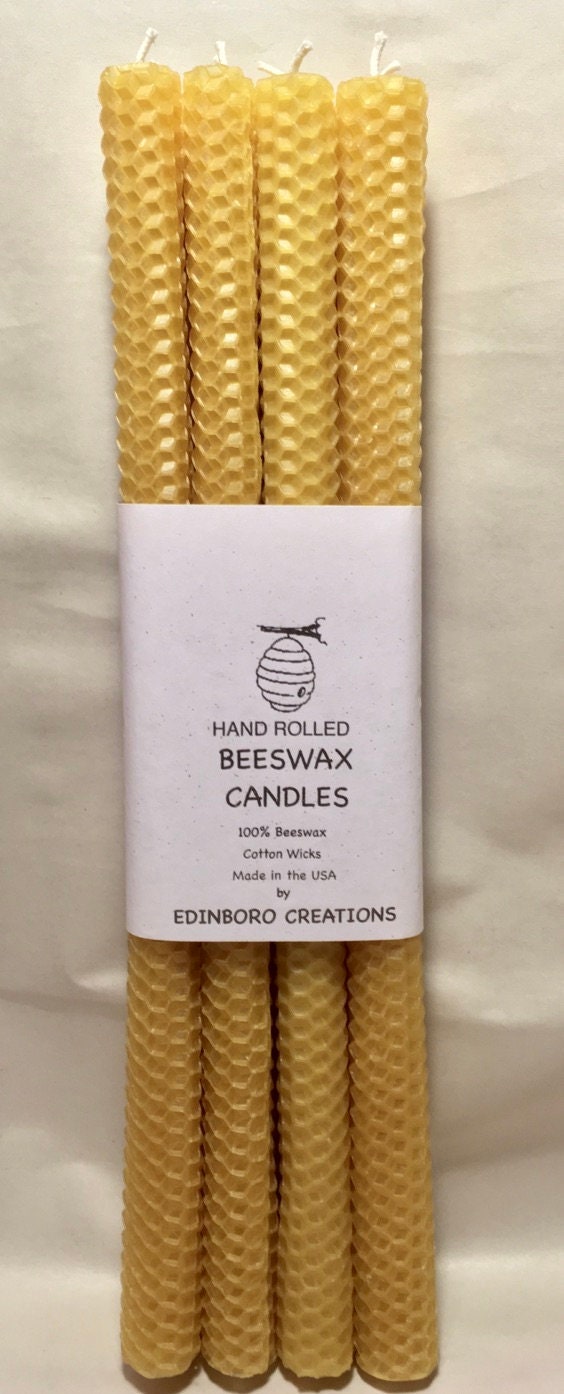 HAND ROLLED
BEESWAX
CANDLES
100% Beeswax
Cotton Wicks
Made in the USA
by
EDINBORO CREATIONS